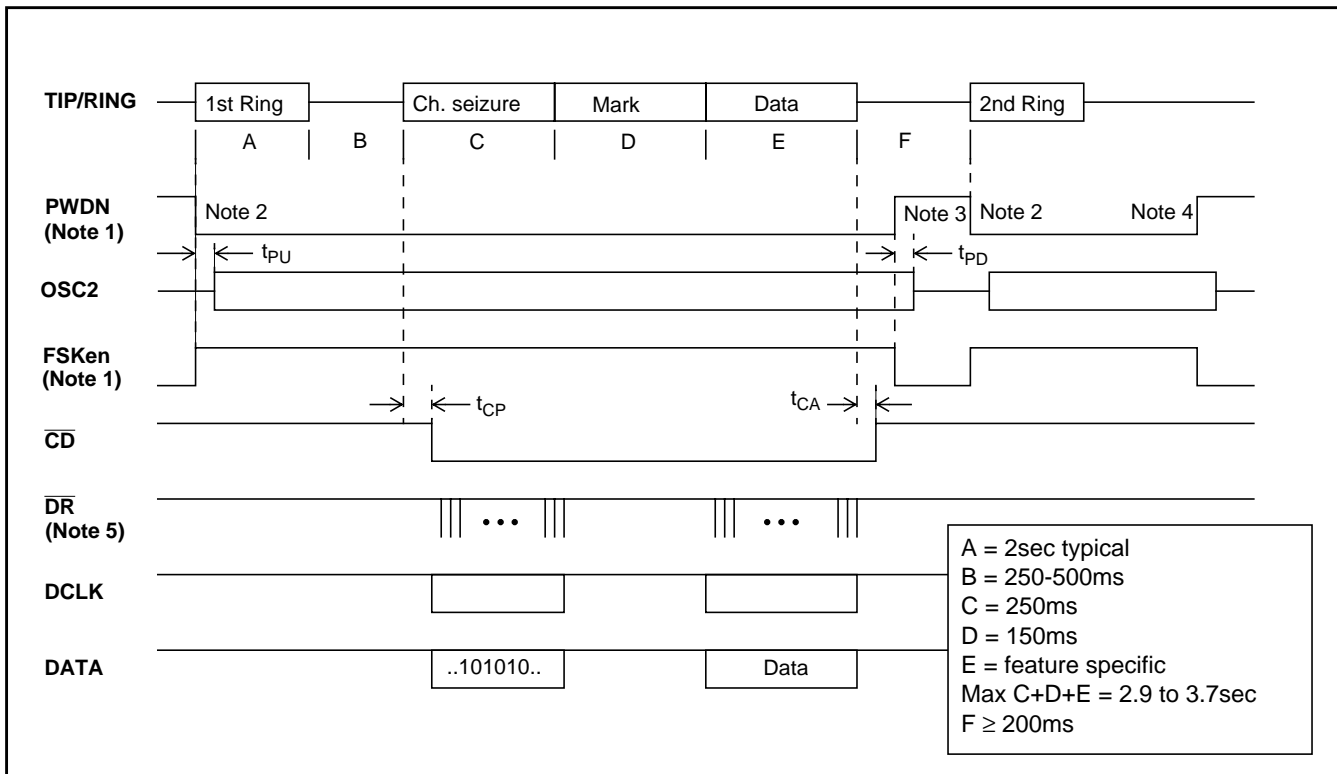 TIP/RING 1st Ring Ch. seizure Mark Data 2nd Ring
A B C D E F
PWDN Note 2 Note 3 Note 2 Note 4
(Note 1)
tPU tPD
OSC2
FSKen
(Note 1)
tCP tCA
C̅D̅
D̅R̅ • • • • • •
(Note 5)
DCLK
DATA ..101010.. Data
A = 2sec typical
B = 250-500ms
C = 250ms
D = 150ms
E = feature specific
Max C+D+E = 2.9 to 3.7sec
F ≥ 200ms